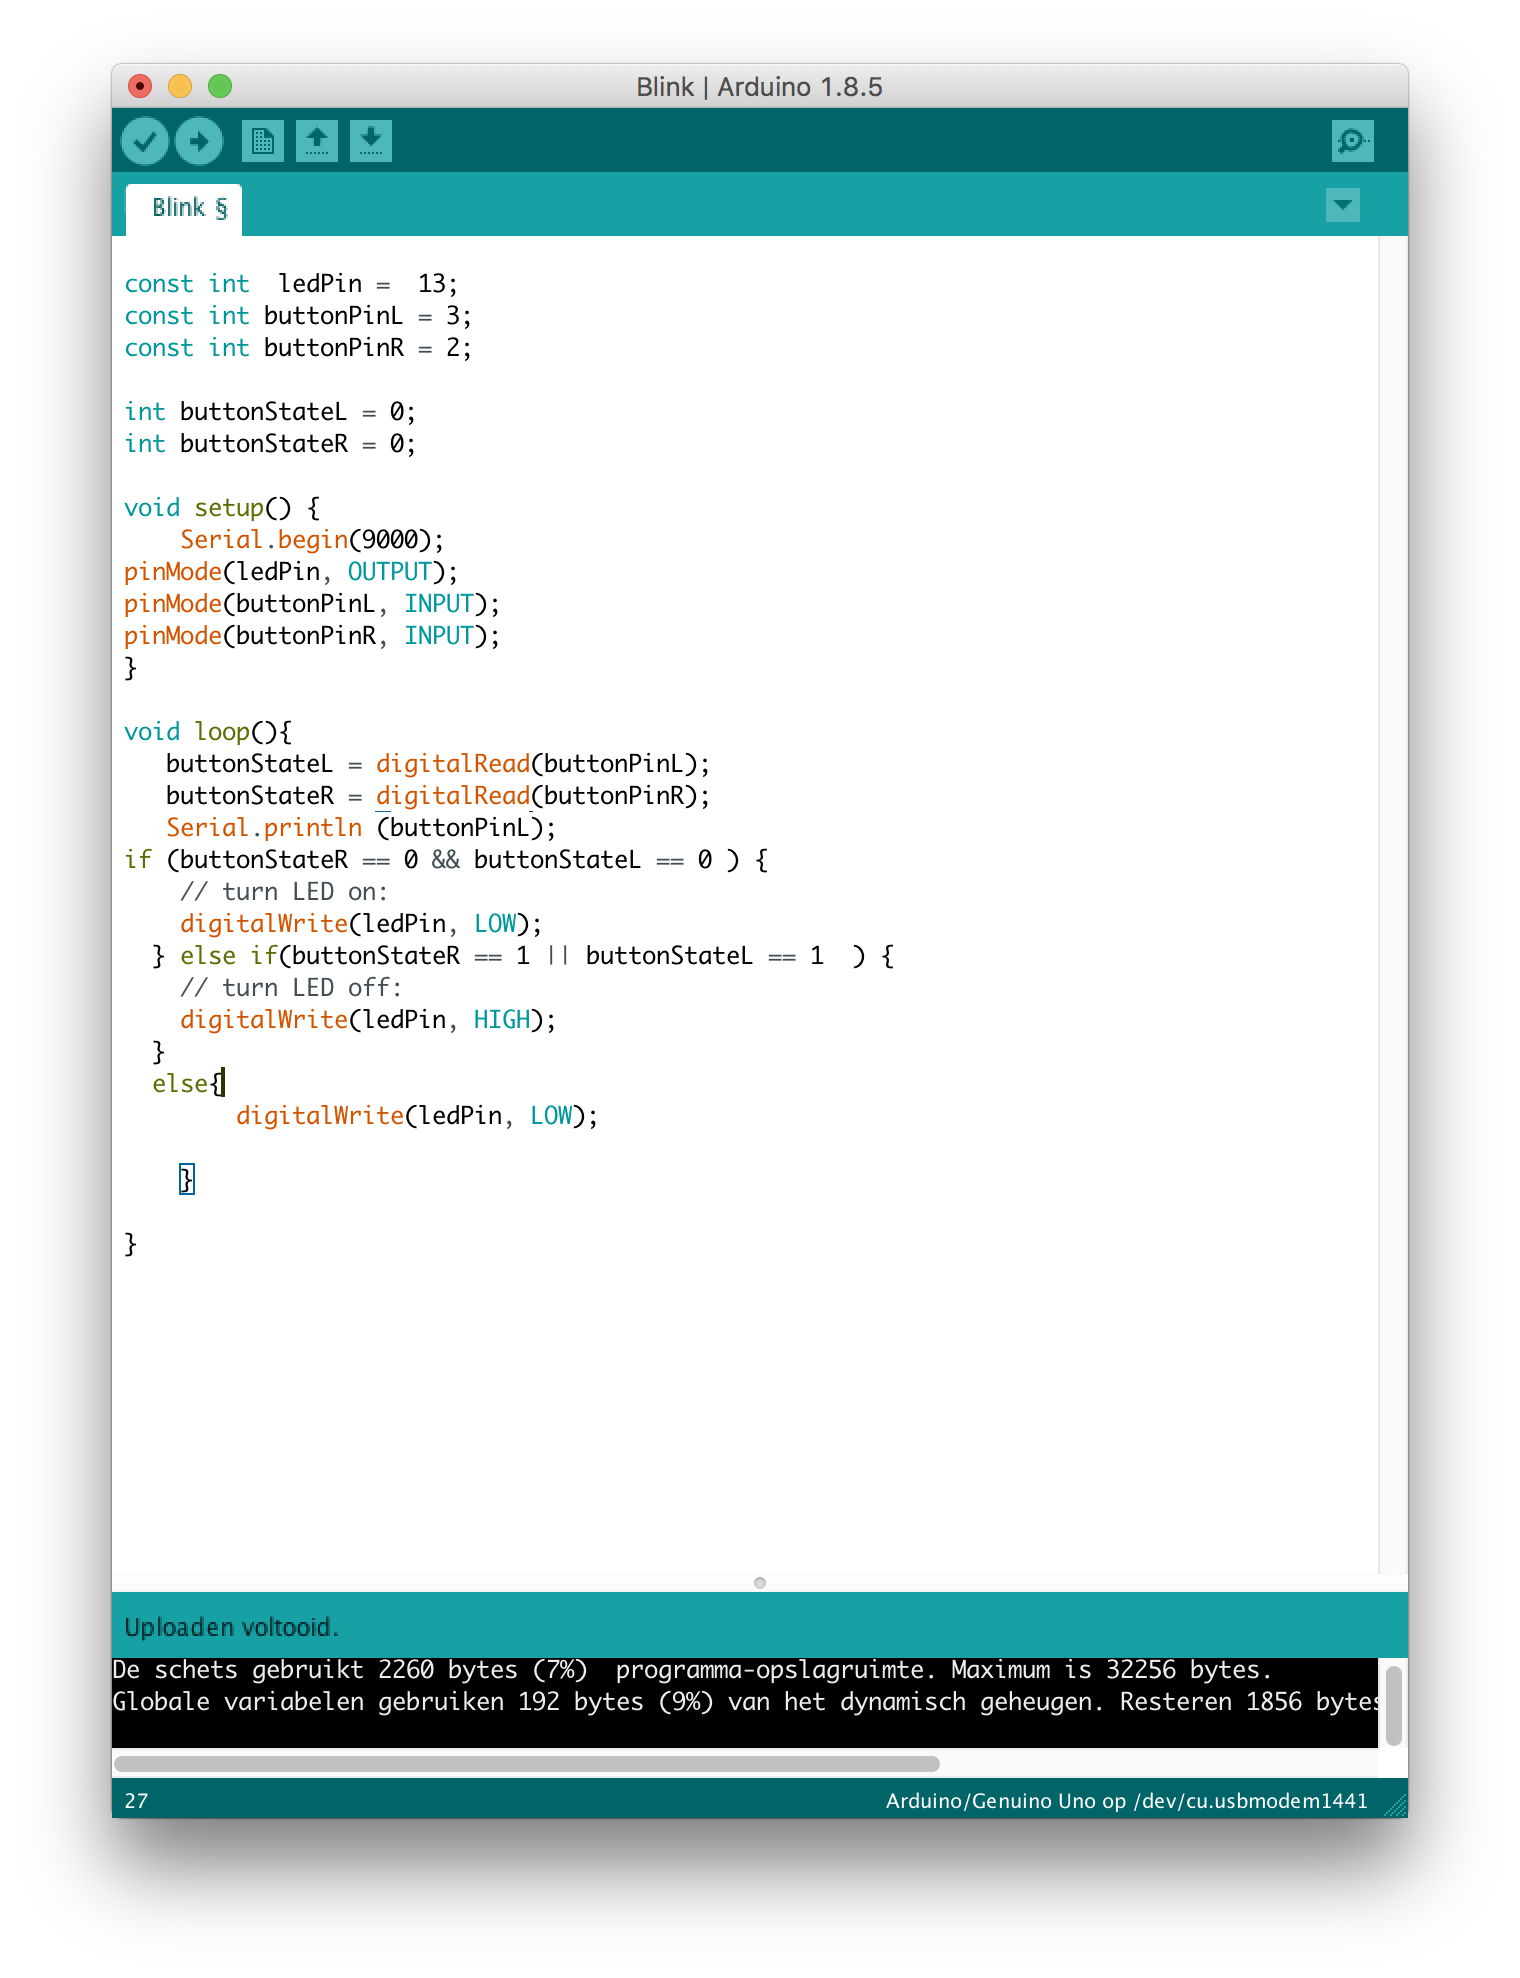 Blink | Arduino 1.8.5
Blink §
const int  ledPin =  13;
const int buttonPinL = 3;
const int buttonPinR = 2;
int buttonStateL = 0;
int buttonStateR = 0;
void setup() {
    Serial.begin(9000);
pinMode(ledPin, OUTPUT);
pinMode(buttonPinL, INPUT);
pinMode(buttonPinR, INPUT);
}
void loop(){
   buttonStateL = digitalRead(buttonPinL);
   buttonStateR = digitalRead(buttonPinR);
   Serial.println (buttonPinL);
if (buttonStateR == 0 && buttonStateL == 0 ) {
    // turn LED on:
    digitalWrite(ledPin, LOW);
  } else if(buttonStateR == 1 || buttonStateL == 1  ) {
    // turn LED off:
    digitalWrite(ledPin, HIGH);
  }
  else{
        digitalWrite(ledPin, LOW);
    }
}
Uploaden voltooid.
De schets gebruikt 2260 bytes (7%)  programma-opslagruimte. Maximum is 32256 bytes.
Globale variabelen gebruiken 192 bytes (9%) van het dynamisch geheugen. Resteren 1856 bytes
27
Arduino/Genuino Uno op /dev/cu.usbmodem1441